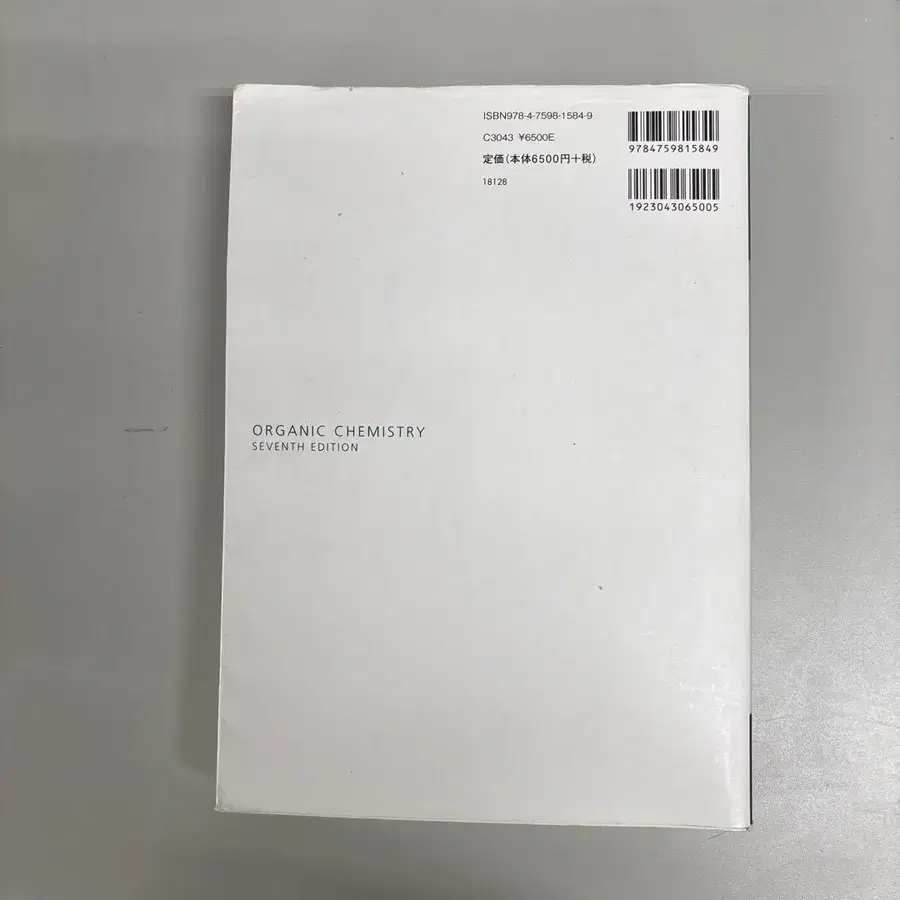 ISBN978-4-7598-1584-9
C3043 ¥6500E
定価(本体6500円+税)
18128
9784759815849
1923043065005
ORGANIC CHEMISTRY
SEVENTH EDITION